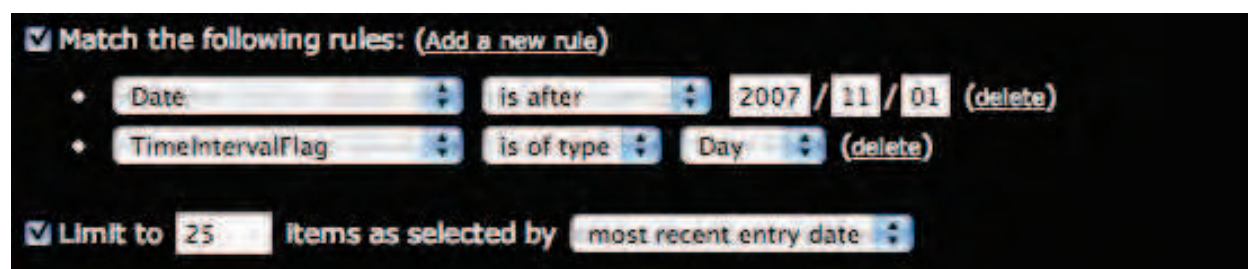 Match the following rules: (Add a new rule)
Date is after 2007 / 11 / 01 (delete)
TimeIntervalFlag is of type Day (delete)
Limit to 25 items as selected by most recent entry date